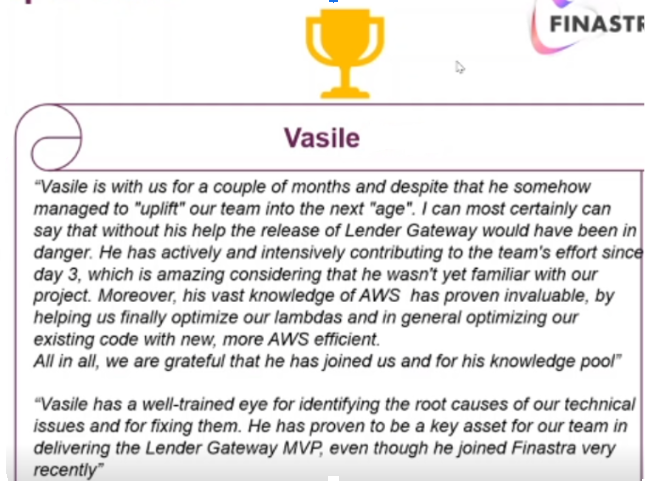 FINASTR
Vasile
“Vasile is with us for a couple of months and despite that he somehow
managed to "uplift" our team into the next "age". I can most certainly can
say that without his help the release of Lender Gateway would have been in
danger. He has actively and intensively contributing to the team's effort since
day 3, which is amazing considering that he wasn't yet familiar with our
project. Moreover, his vast knowledge of AWS has proven invaluable, by
helping us finally optimize our lambdas and in general optimizing our
existing code with new, more AWS efficient.
All in all, we are grateful that he has joined us and for his knowledge pool”
“Vasile has a well-trained eye for identifying the root causes of our technical
issues and for fixing them. He has proven to be a key asset for our team in
delivering the Lender Gateway MVP, even though he joined Finastra very
recently”